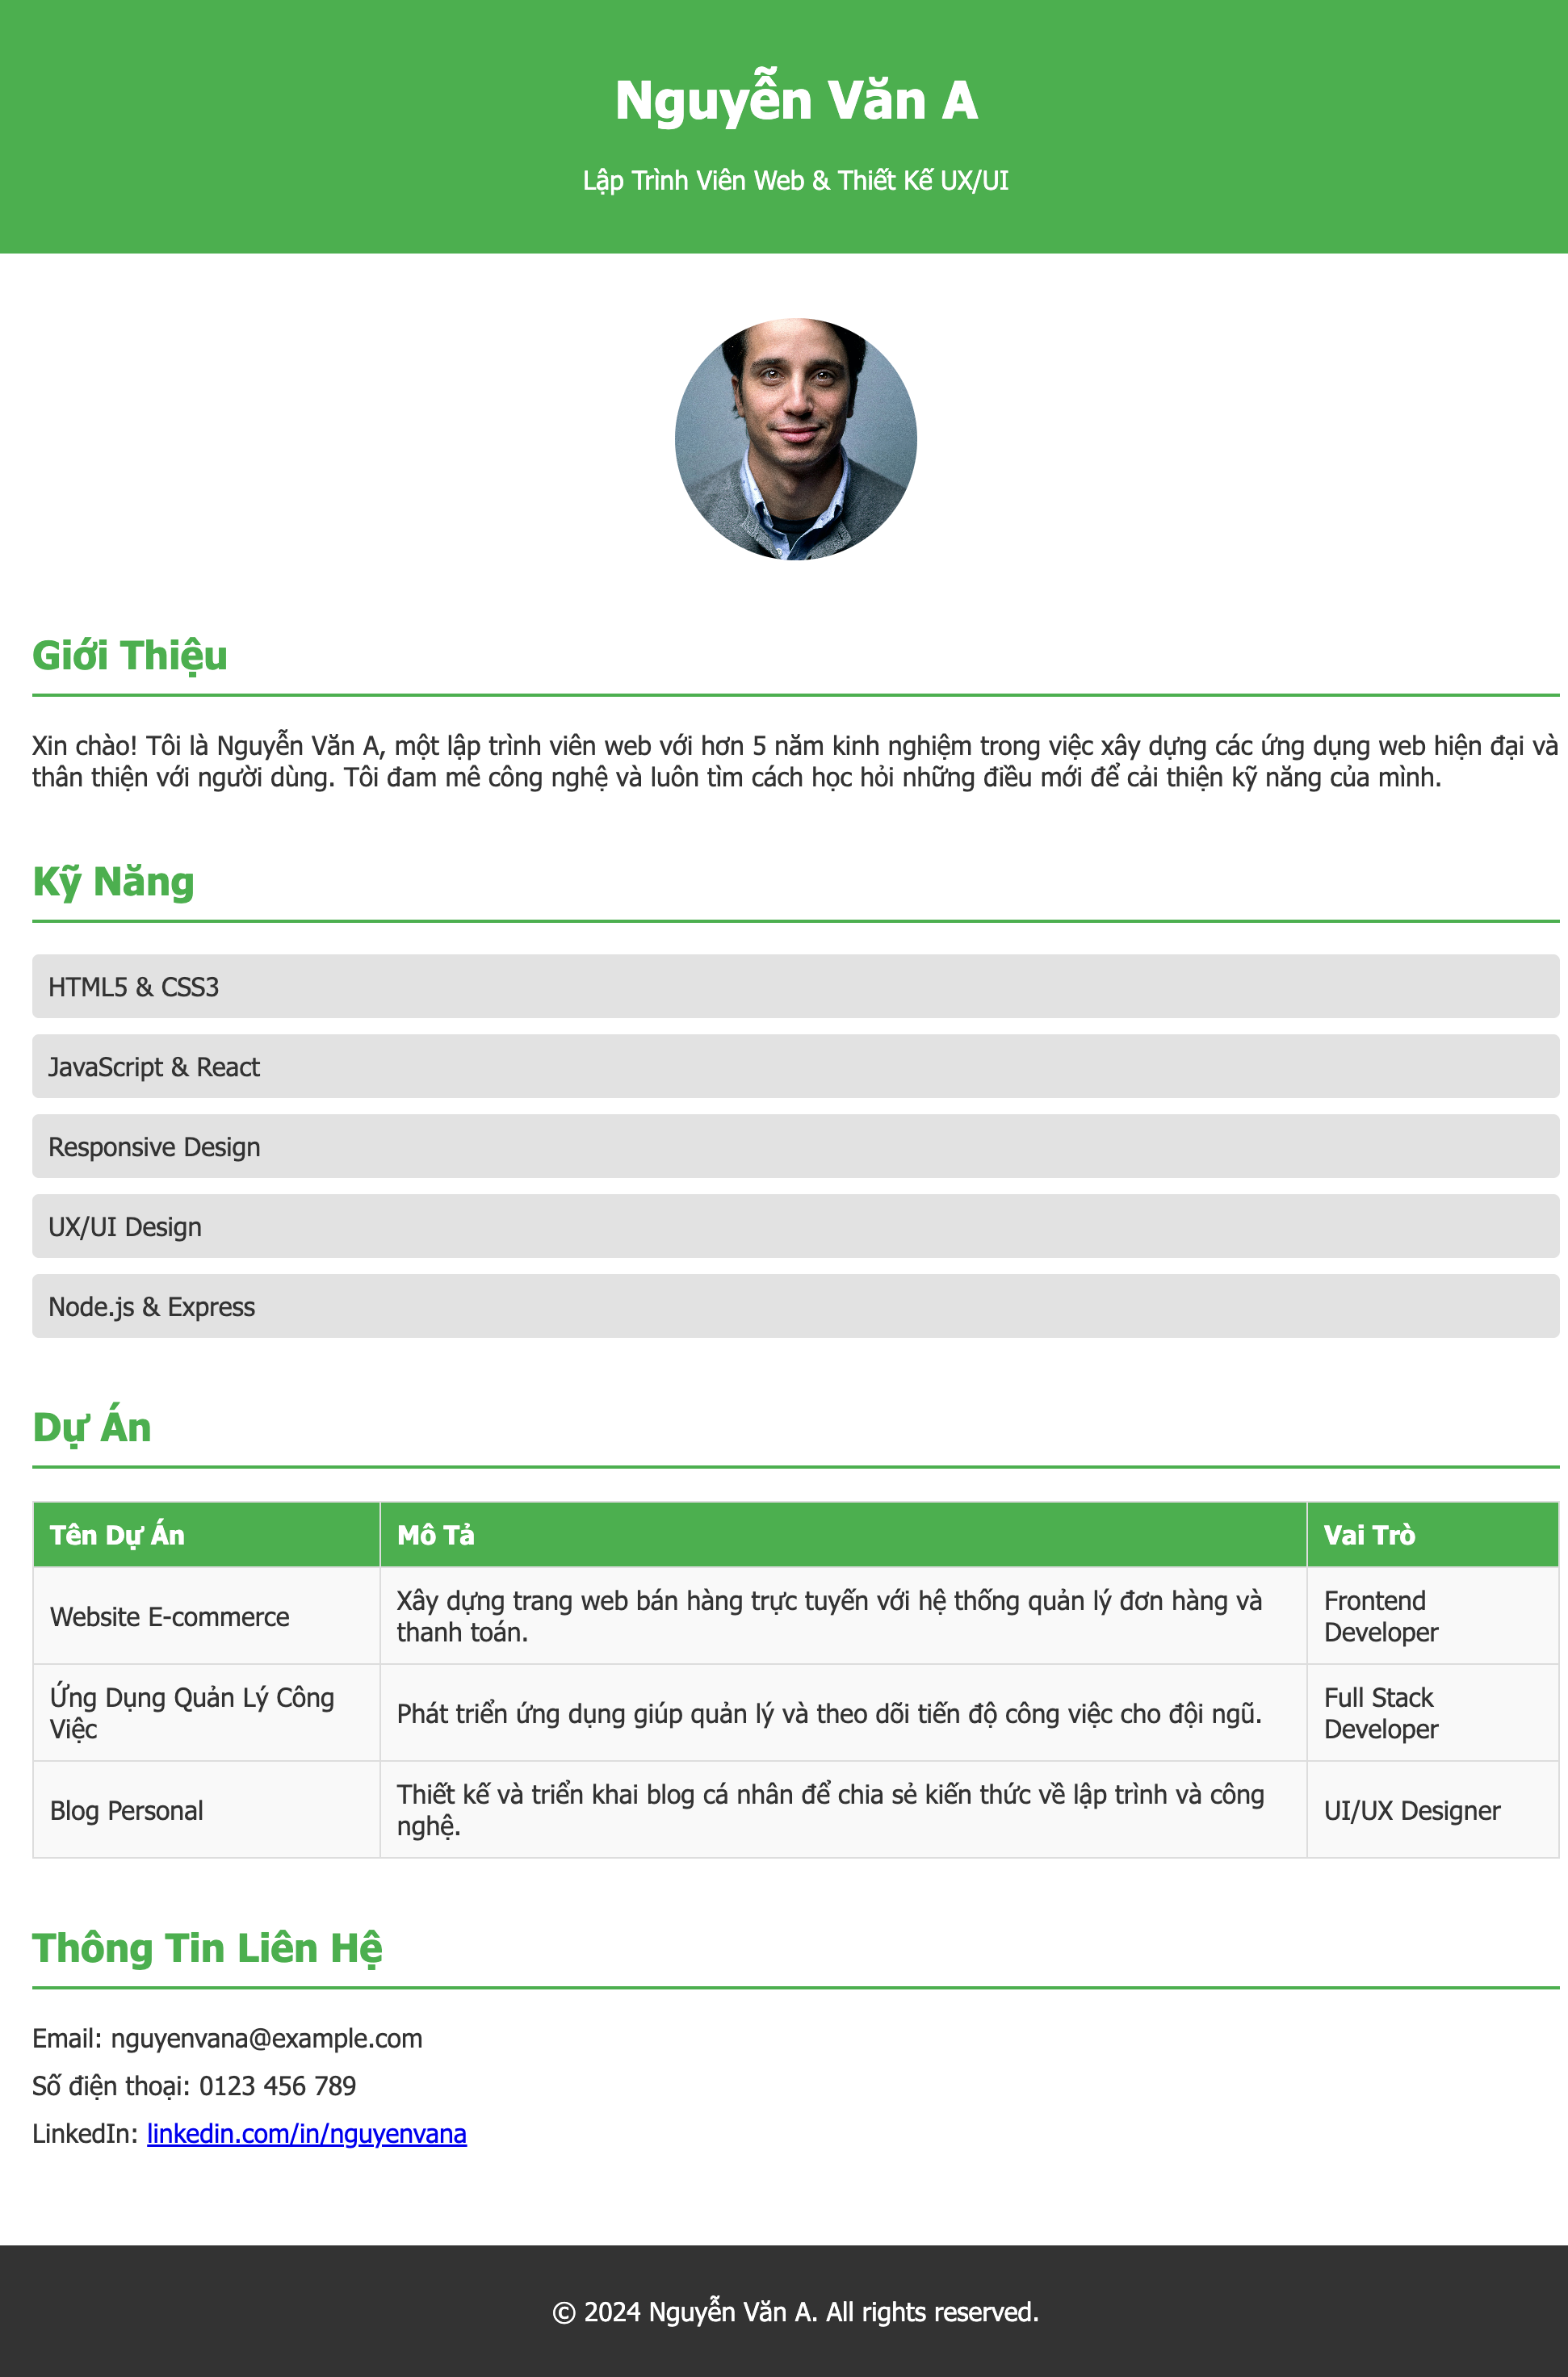 Nguyễn Văn A
Lập Trình Viên Web & Thiết Kế UX/UI
Giới Thiệu
Xin chào! Tôi là Nguyễn Văn A, một lập trình viên web với hơn 5 năm kinh nghiệm trong việc xây dựng các ứng dụng web hiện đại và
thân thiện với người dùng. Tôi đam mê công nghệ và luôn tìm cách học hỏi những điều mới để cải thiện kỹ năng của mình.
Kỹ Năng
HTML5 & CSS3
JavaScript & React
Responsive Design
UX/UI Design
Node.js & Express
Dự Án
Tên Dự Án
Mô Tả
Vai Trò
Website E-commerce
Xây dựng trang web bán hàng trực tuyến với hệ thống quản lý đơn hàng và
thanh toán.
Frontend
Developer
Ứng Dụng Quản Lý Công
Việc
Phát triển ứng dụng giúp quản lý và theo dõi tiến độ công việc cho đội ngũ.
Full Stack
Developer
Blog Personal
Thiết kế và triển khai blog cá nhân để chia sẻ kiến thức về lập trình và công
nghệ.
UI/UX Designer
Thông Tin Liên Hệ
Email: nguyenvana@example.com
Số điện thoại: 0123 456 789
LinkedIn: linkedin.com/in/nguyenvana
© 2024 Nguyễn Văn A. All rights reserved.